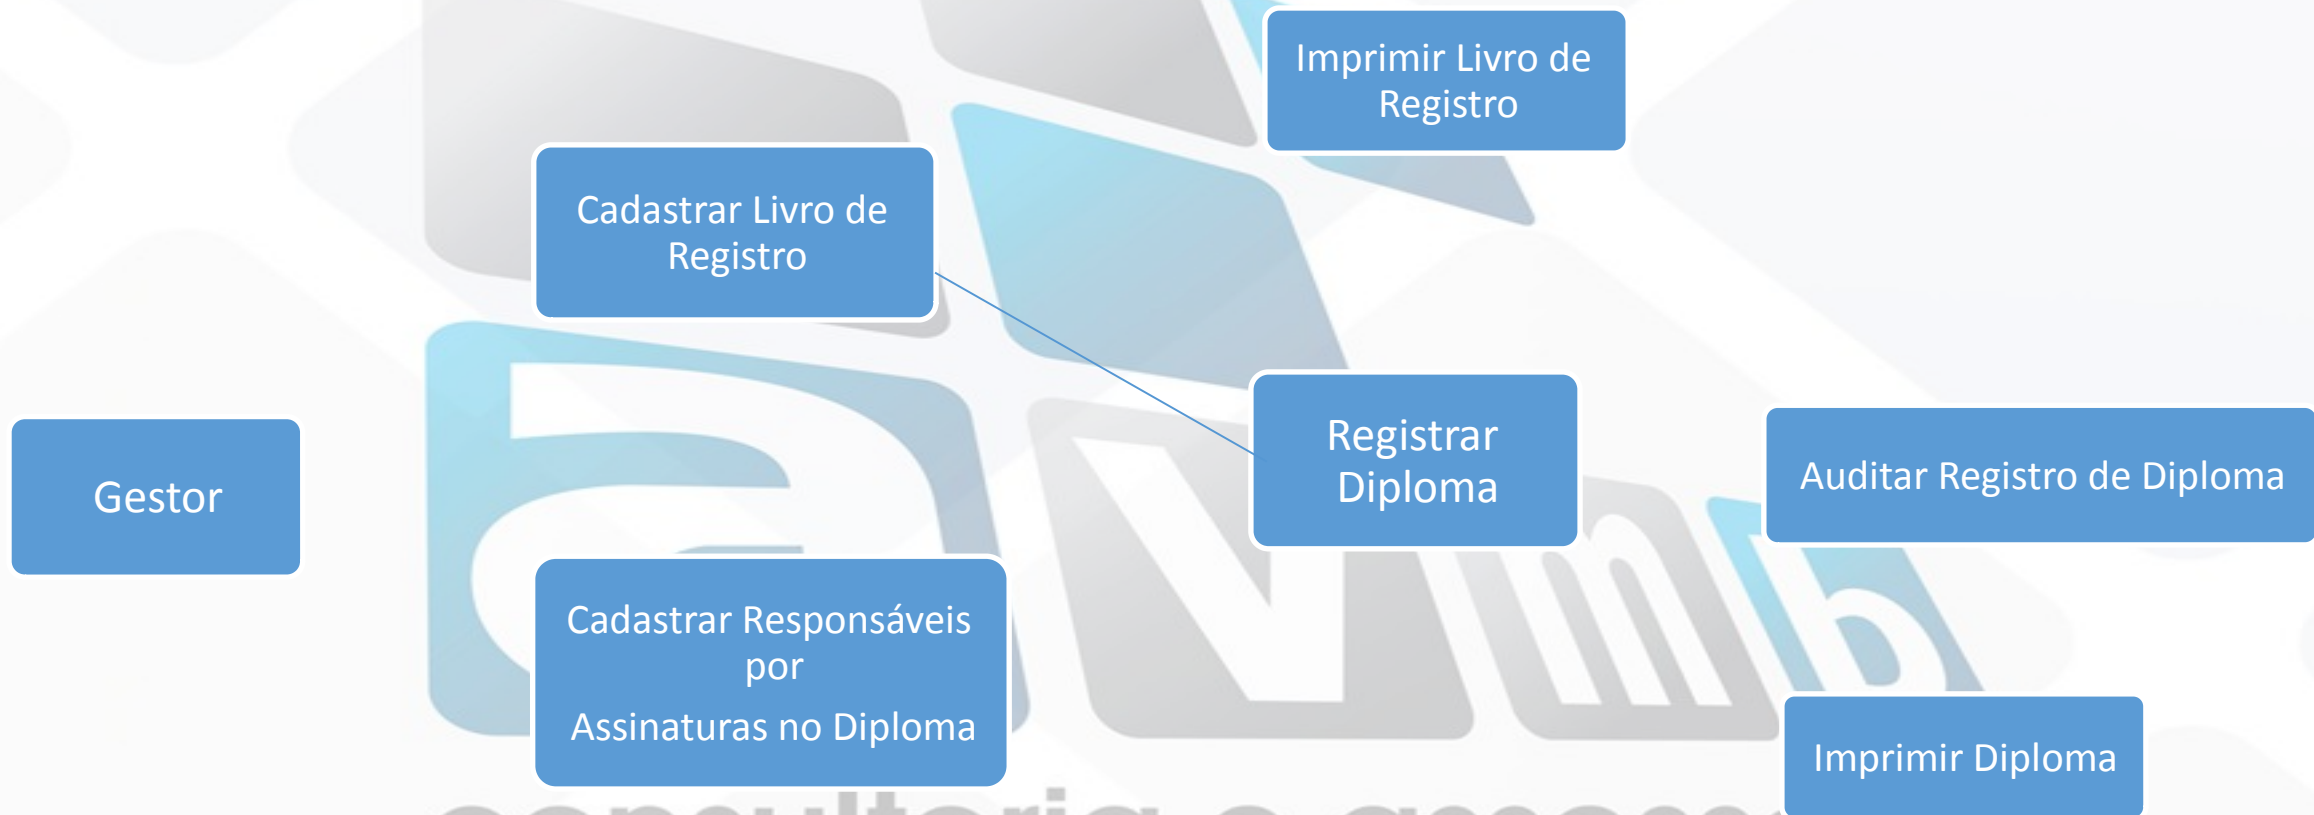 Imprimir Livro de
Registro
Cadastrar Livro de
Registro
Registrar
Diploma
Gestor
Auditar Registro de Diploma
Cadastrar Responsáveis
por
Assinaturas no Diploma
Imprimir Diploma
avmb